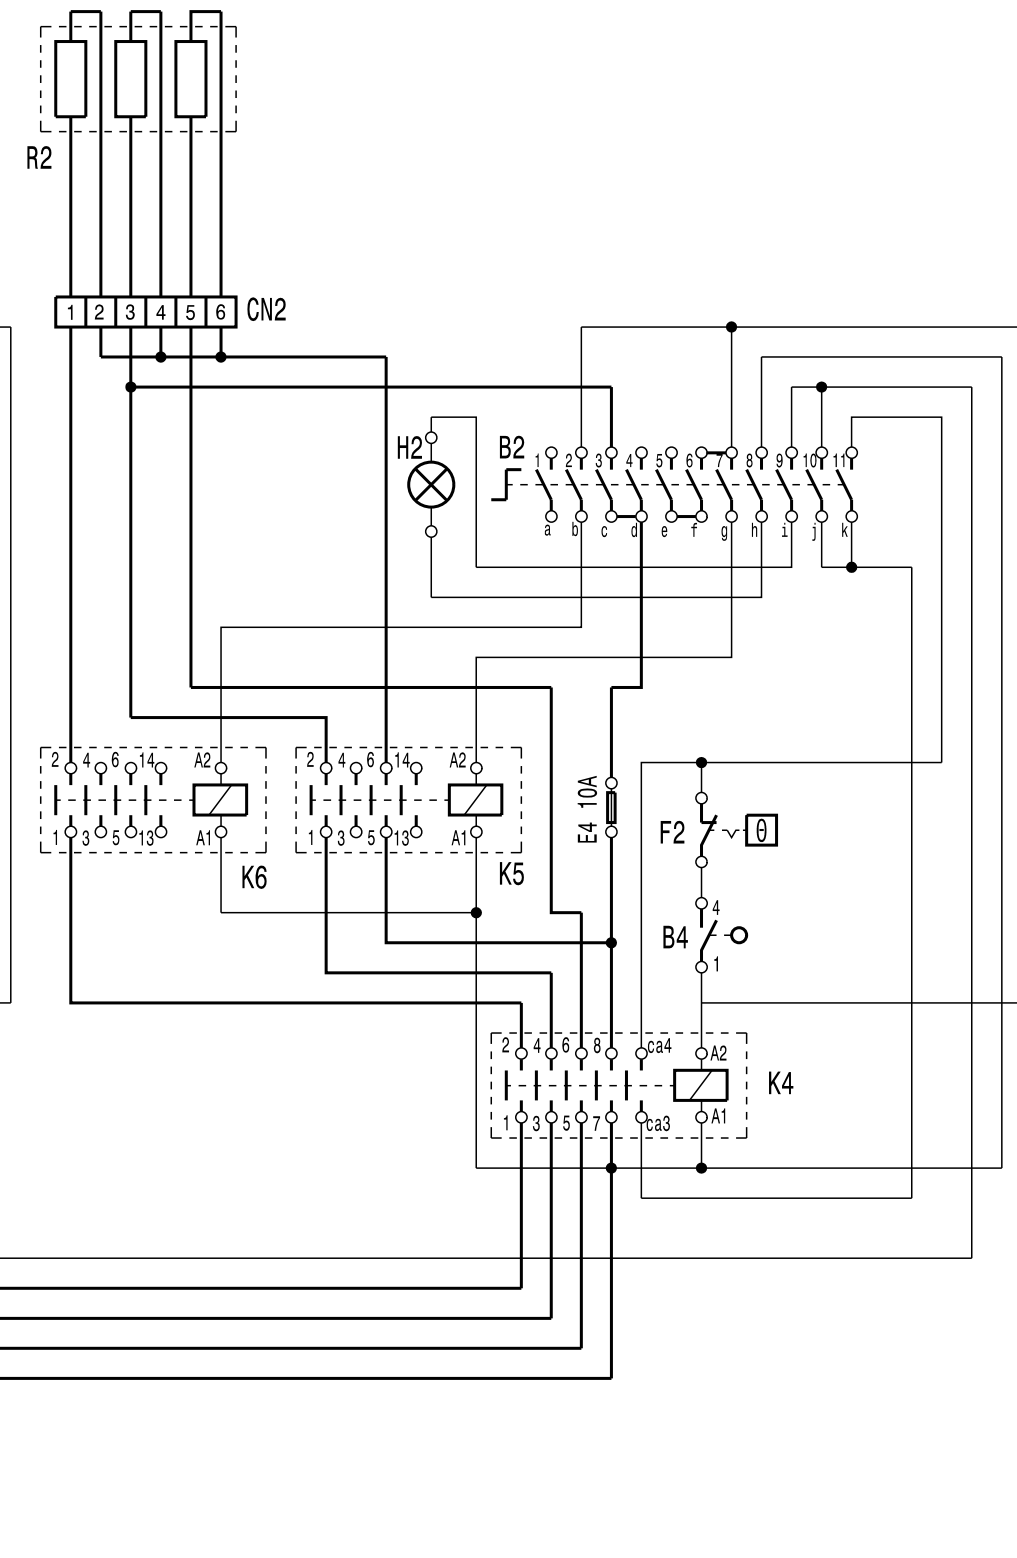 R2
1 2 3 4 5 6 CN2
H2 B2 1 2 3 4 5 6 7 8 9 10 11
a b c d e f g h i j k
2 4 6 14 A2 2 4 6 14 A2
E4 10A
F2 θ
1 3 5 13 A1 1 3 5 13 A1
K6 K5
4
B4
1
2 4 6 8 ca4 A2
K4
1 3 5 7 ca3 A1